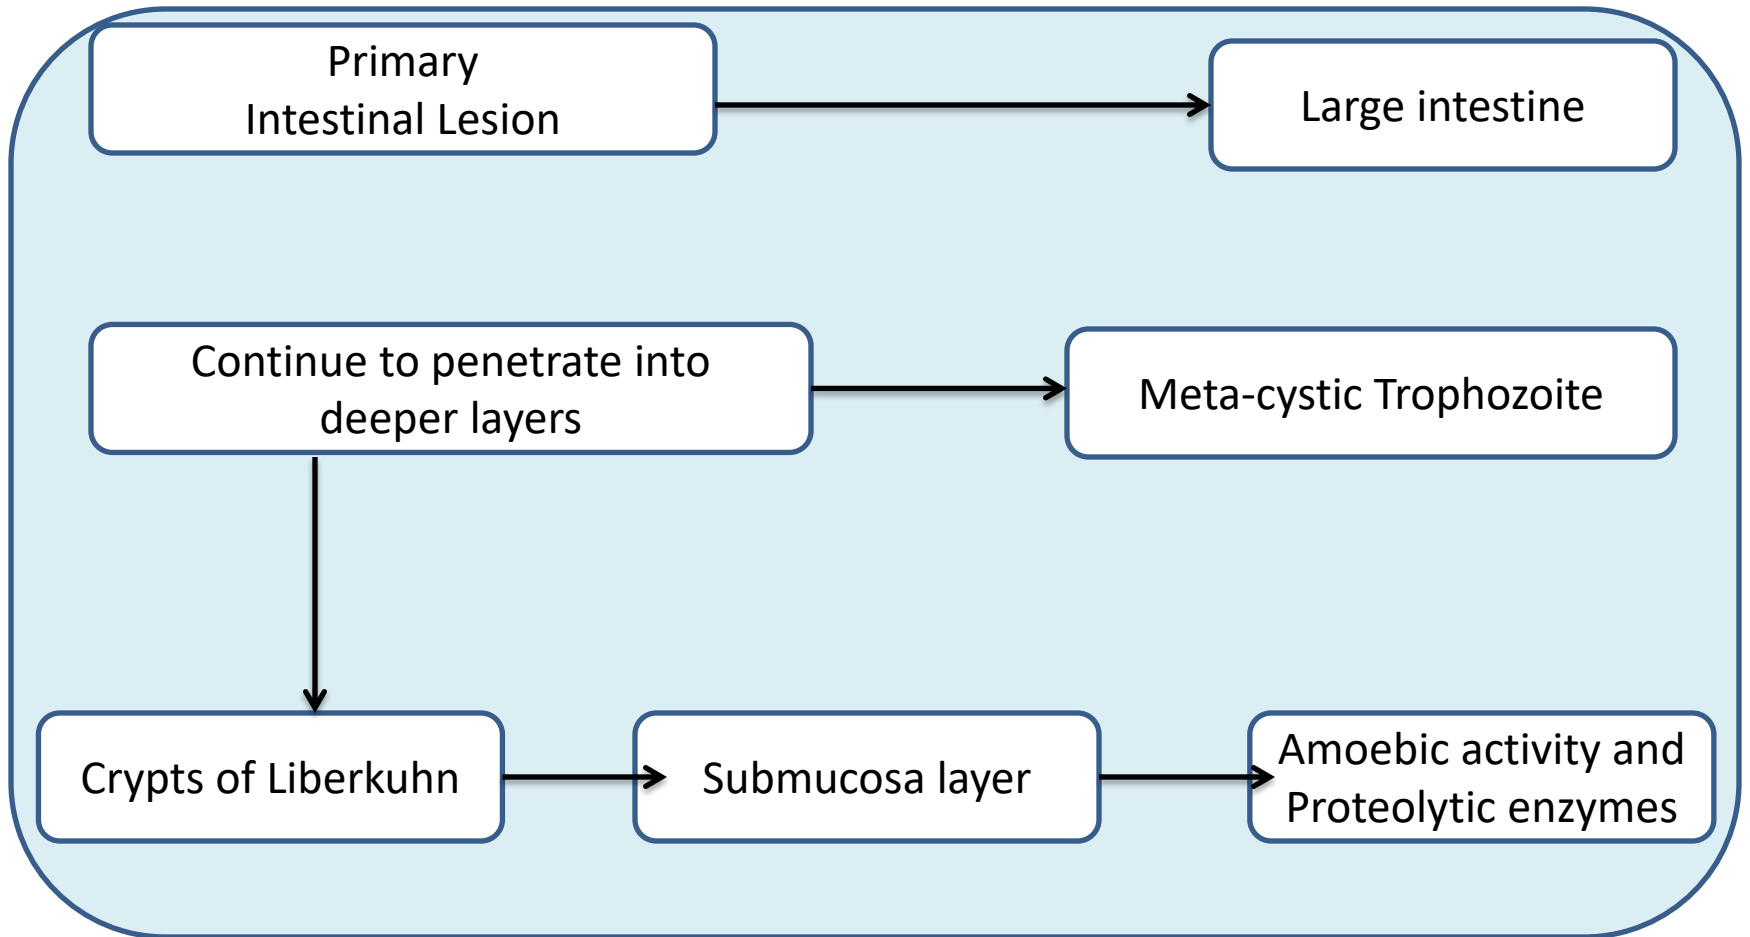 Primary
Intestinal Lesion
Large intestine
Continue to penetrate into
deeper layers
Meta-cystic Trophozoite
Crypts of Liberkuhn
Submucosa layer
Amoebic activity and
Proteolytic enzymes